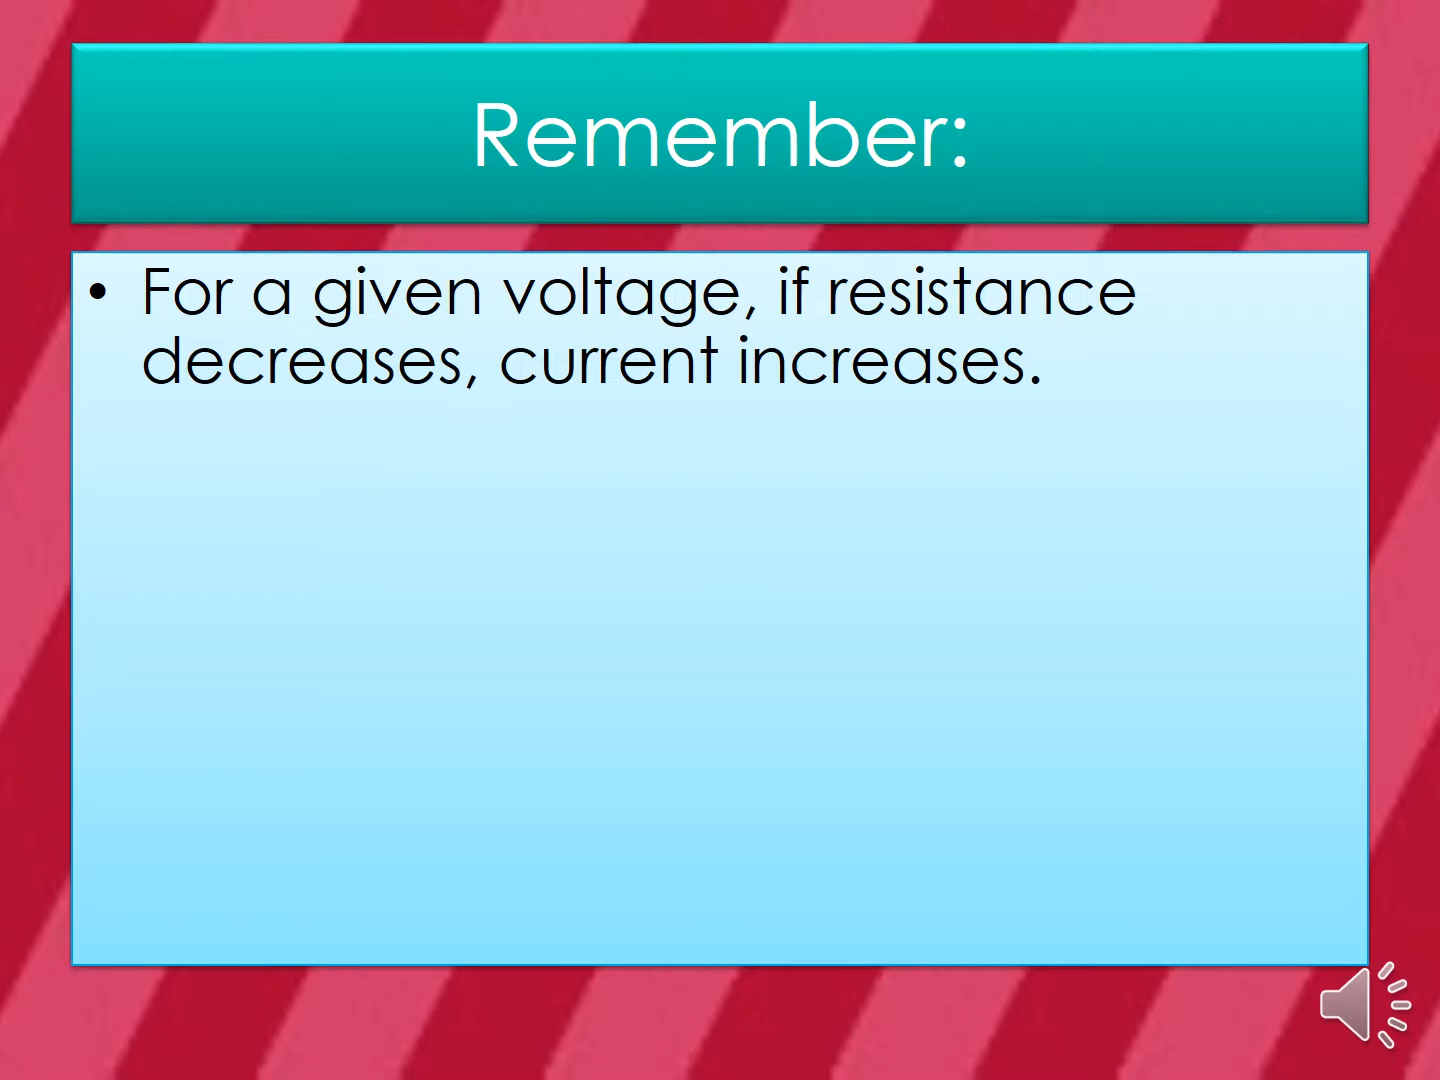 Remember:
• For a given voltage, if resistance
decreases, current increases.